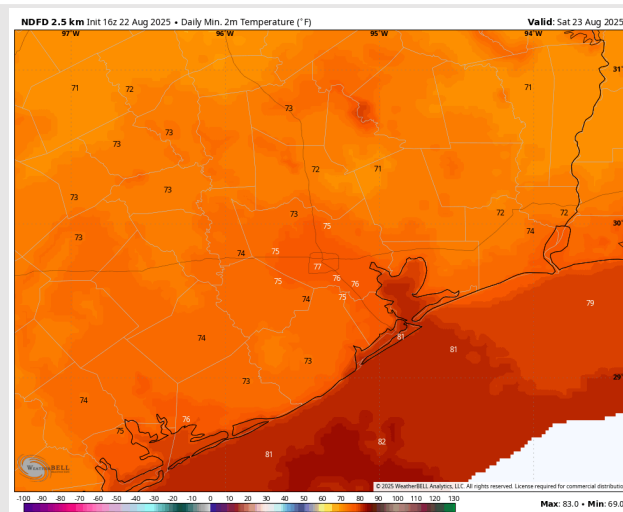 NDFD 2.5 km Init 16z 22 Aug 2025 • Daily Min. 2m Temperature (°F)
Valid: Sat 23 Aug 2025
97°W 96°W 95°W 94°W
31°
71 72 71
73
73
73
72 71
73 73
73 72 72
75 74
30°
73
74 75
77
75 76 76
74 75
79
81
74 81
73
73
29°
74
76
75
82
81
WEATHERBELL
© 2025 WeatherBELL Analytics, LLC. All rights reserved. License required for commercial distributio
-100 -90 -80 -70 -60 -50 -40 -30 -20 -10 0 10 20 30 40 50 60 70 80 90 100 110 120 130
Max: 83.0 • Min: 69.0